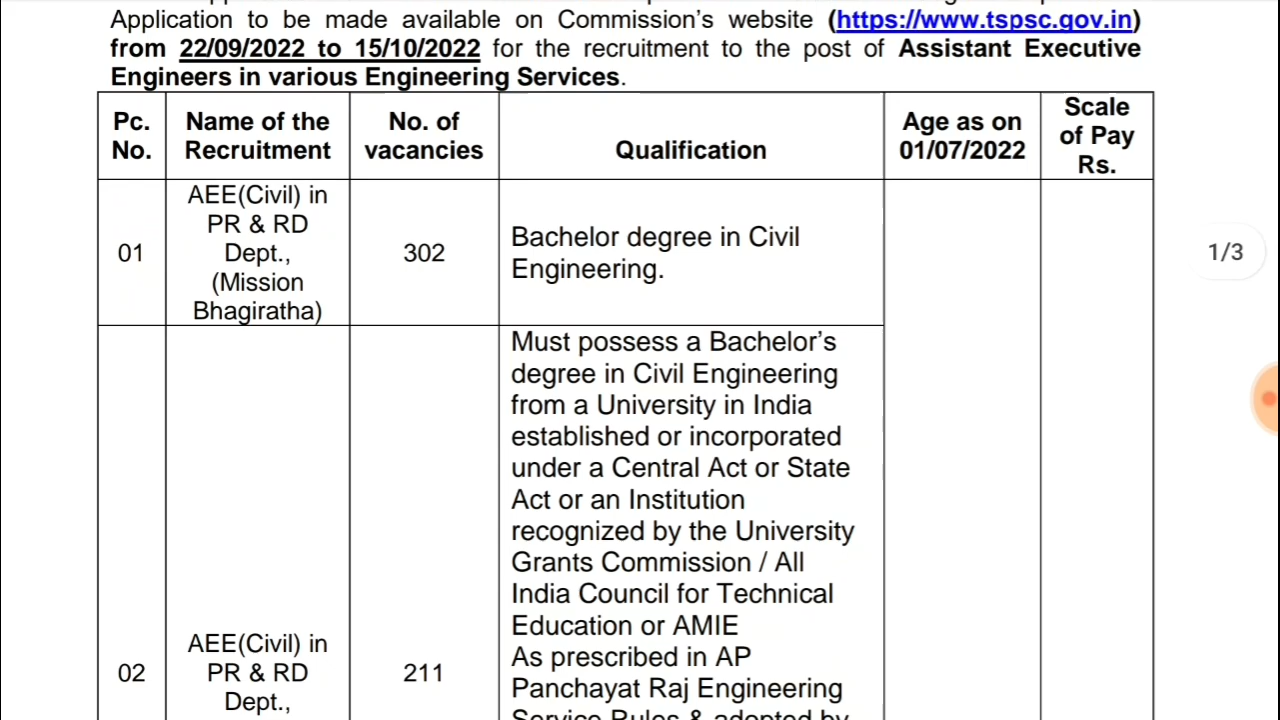 Application to be made available on Commission’s website (https://www.tspsc.gov.in)
from 22/09/2022 to 15/10/2022 for the recruitment to the post of Assistant Executive
Engineers in various Engineering Services.
Pc. No.
Name of the Recruitment
No. of vacancies
Qualification
Age as on 01/07/2022
Scale of Pay Rs.
01
AEE(Civil) in
PR & RD
Dept.,
(Mission
Bhagiratha)
302
Bachelor degree in Civil
Engineering.
1/3
02
AEE(Civil) in
PR & RD
Dept.,
211
Must possess a Bachelor’s
degree in Civil Engineering
from a University in India
established or incorporated
under a Central Act or State
Act or an Institution
recognized by the University
Grants Commission / All
India Council for Technical
Education or AMIE
As prescribed in AP
Panchayat Raj Engineering
Service Rules & adopted by